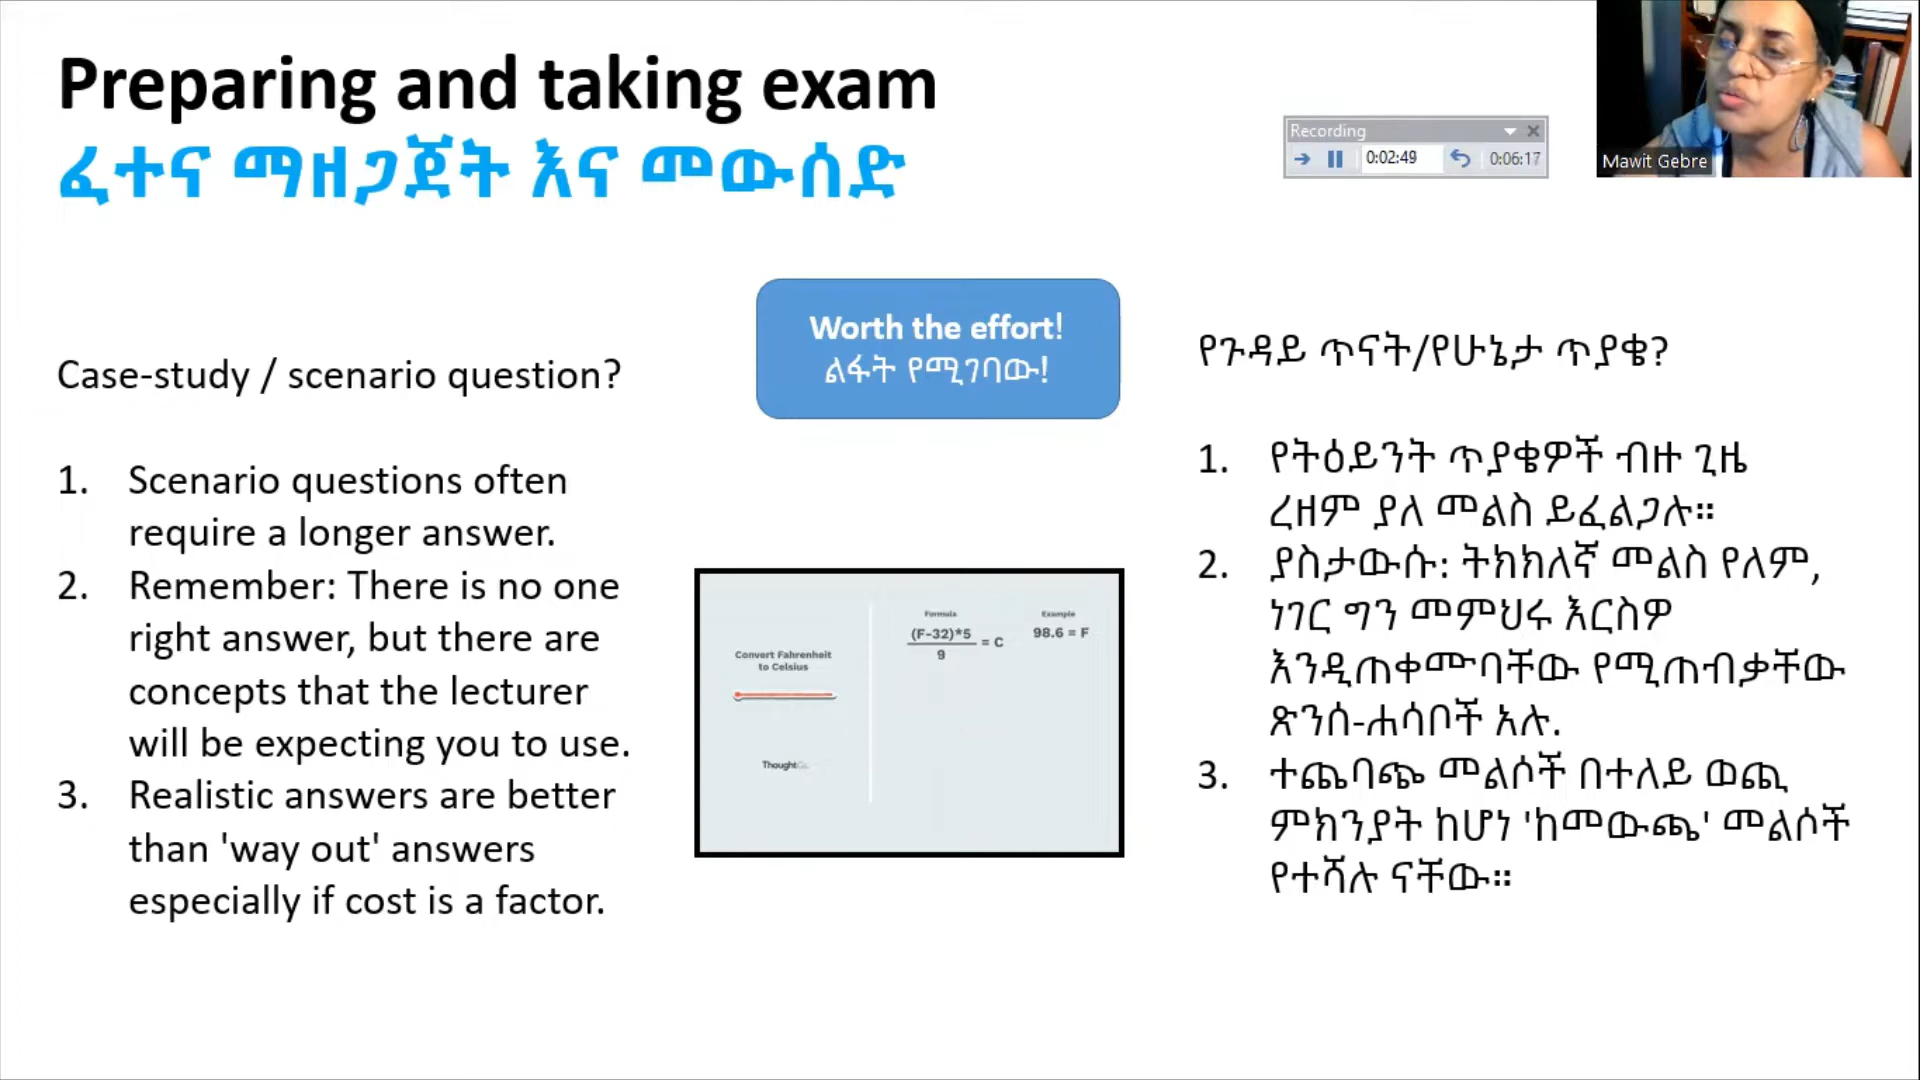 Preparing and taking exam
ፈተና ማዘጋጀት እና መውሰድ
Recording
0:02:49
0:06:17
Mawit Gebre
Worth the effort!
ልፋት የሚገባው!
Case-study / scenario question?
1. Scenario questions often
require a longer answer.
2. Remember: There is no one
right answer, but there are
concepts that the lecturer
will be expecting you to use.
3. Realistic answers are better
than 'way out' answers
especially if cost is a factor.
Convert Fahrenheit
to Celsius
Thought
Formula
(F-32)*5
9
= C
Example
98.6 = F
የጉዳይ ጥናት/የሁኔታ ጥያቄ?
1. የትዕይንት ጥያቄዎች ብዙ ጊዜ
ረዘም ያለ መልስ ይፈልጋሉ።
2. ያስታውሱ: ትክክለኛ መልስ የለም,
ነገር ግን መምህሩ እርስዎ
እንዲጠቀሙባቸው የሚጠብቃቸው
ጽንሰ-ሐሳቦች አሉ.
3. ተጨባጭ መልሶች በተለይ ወጪ
ምክንያት ከሆነ 'ከመውጫ' መልሶች
የተሻሉ ናቸው።